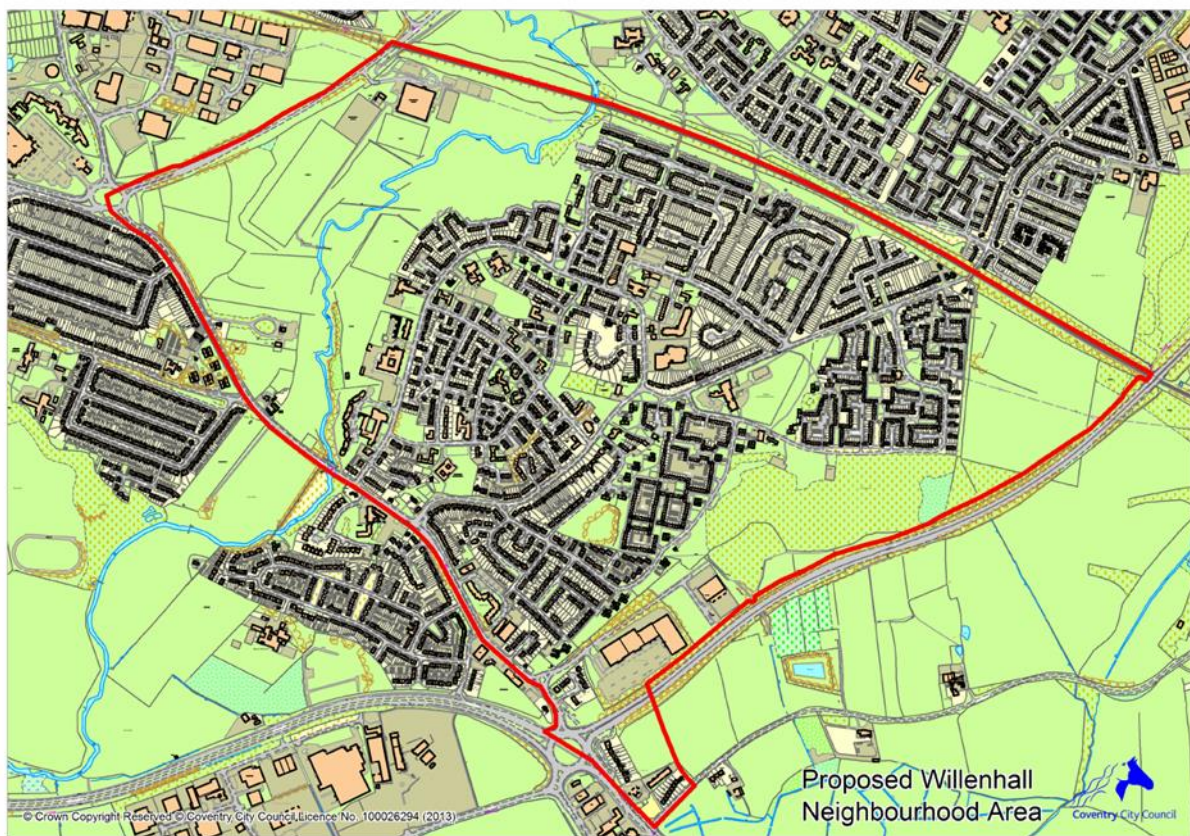 Proposed Willenhall
Neighbourhood Area
© Crown Copyright Reserved © Coventry City Council Licence No. 100026294 (2013)
Coventry City Council